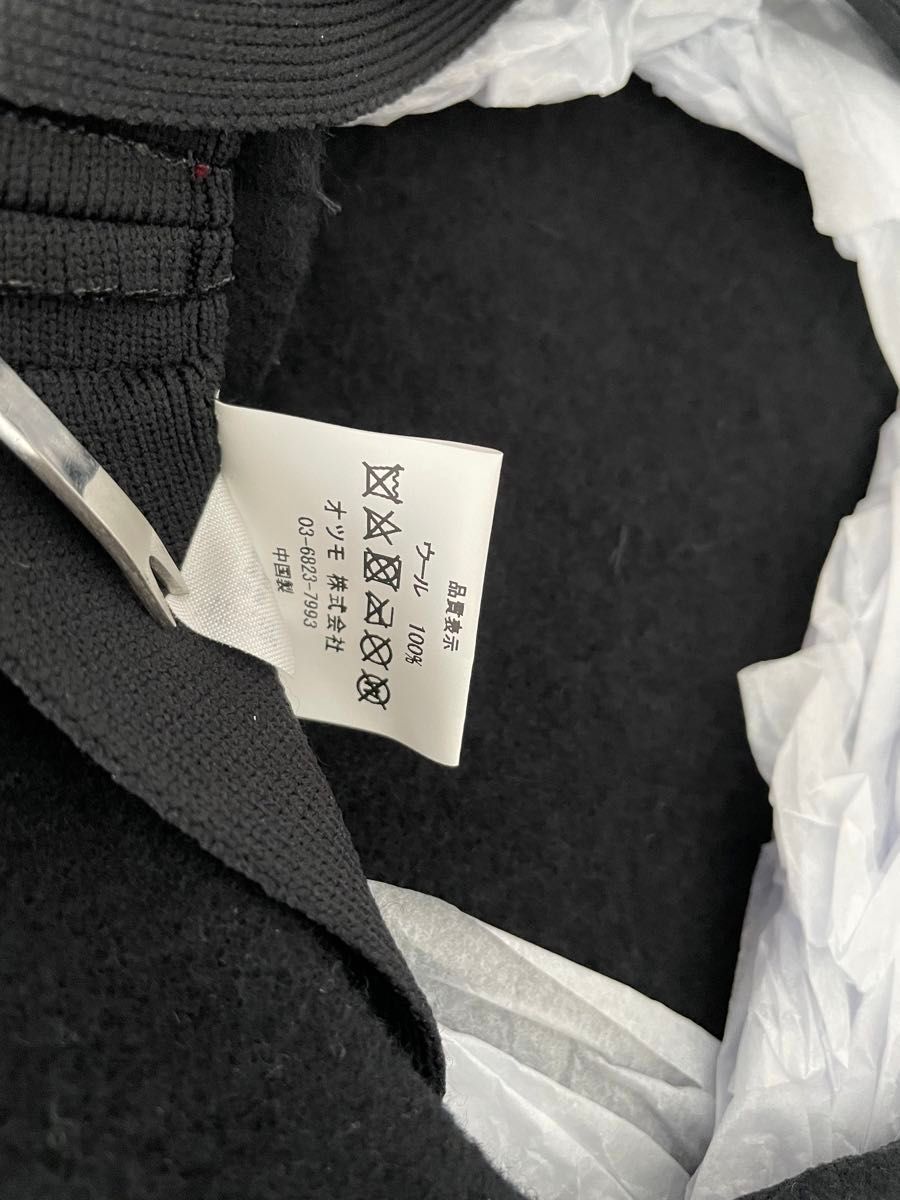 品質表示
ウール 100%
オツモ 株式会社
03-6823-7993
中国製